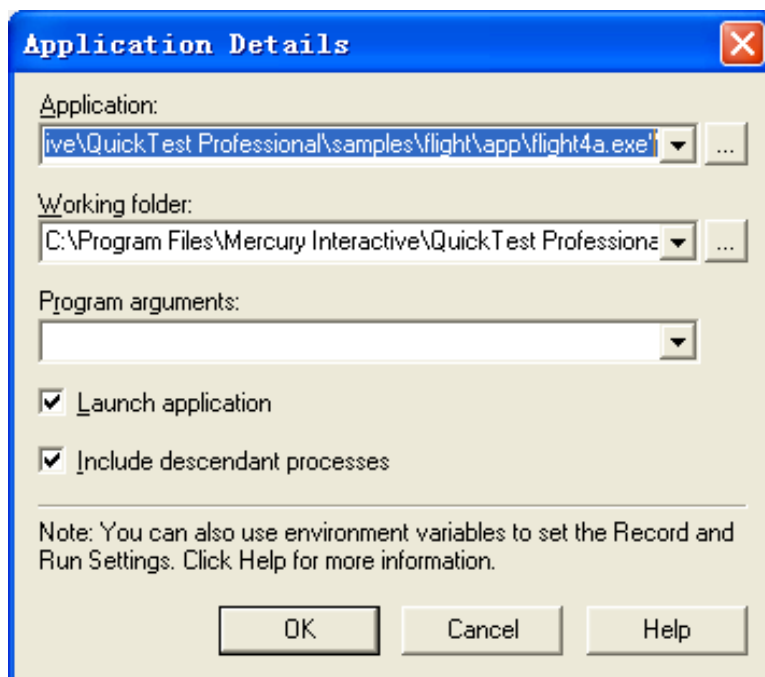 Application Details
Application:
ive\QuickTest Professional\samples\flight\app\flight4a.exe"
...
Working folder:
C:\Program Files\Mercury Interactive\QuickTest Professiona
...
Program arguments:
Launch application
Include descendant processes
Note: You can also use environment variables to set the Record and
Run Settings. Click Help for more information.
OK
Cancel
Help